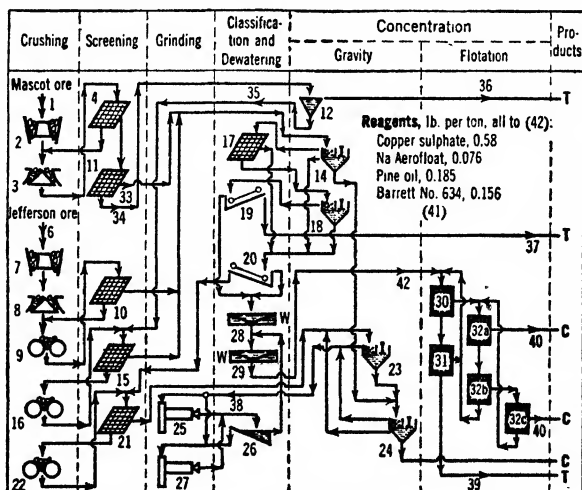 Crushing
Screening
Grinding
Classifica-
tion and
Dewatering
Concentration
Gravity
Flotation
Pro-
ducts
Mascot ore
1
2
3
4
11
33
34
35
12
36
T
Reagents, lb. per ton, all to (42):
Copper sulphate, 0.58
Na Aerofloat, 0.076
Pine oil, 0.185
Barrett No. 634, 0.156
(41)
17
14
18
19
37
T
Jefferson ore
6
7
8
9
10
15
16
21
22
20
28
W
W
29
38
25
26
27
23
24
42
30
31
32a
32b
32c
40
C
40
C
C
39
T